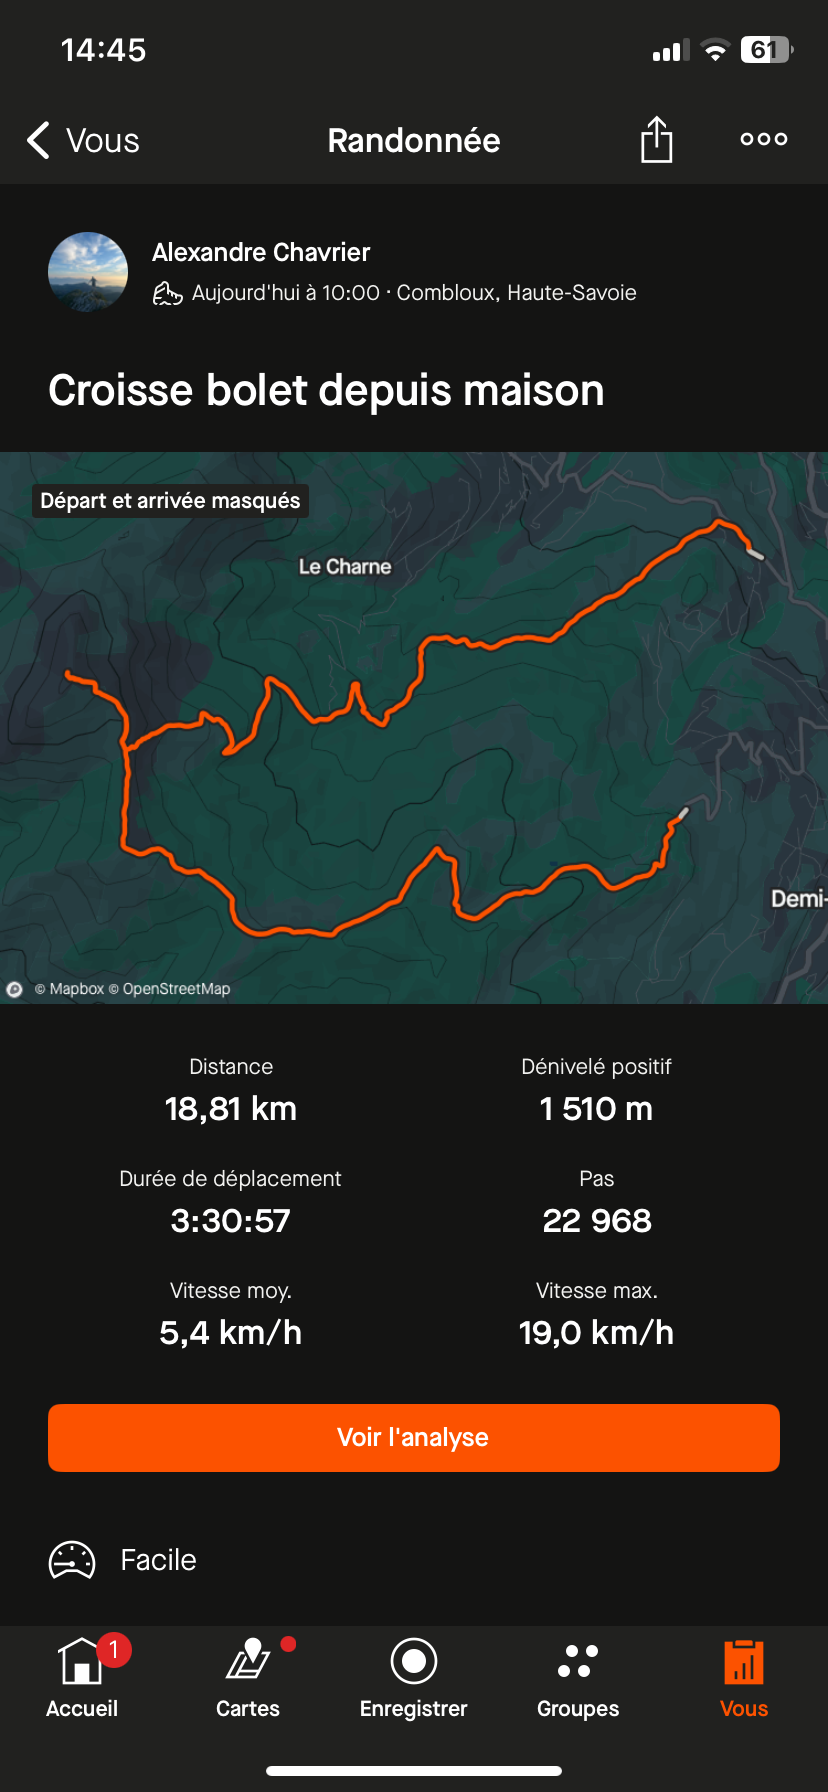 14:45
61
Vous
Randonnée
Alexandre Chavrier
Aujourd'hui à 10:00 · Combloux, Haute-Savoie
Croisse bolet depuis maison
Départ et arrivée masqués
Le Charne
Demi-
© Mapbox © OpenStreetMap
Distance
Dénivelé positif
18,81 km
1 510 m
Durée de déplacement
Pas
3:30:57
22 968
Vitesse moy.
Vitesse max.
5,4 km/h
19,0 km/h
Voir l'analyse
Facile
1
Accueil
Cartes
Enregistrer
Groupes
Vous